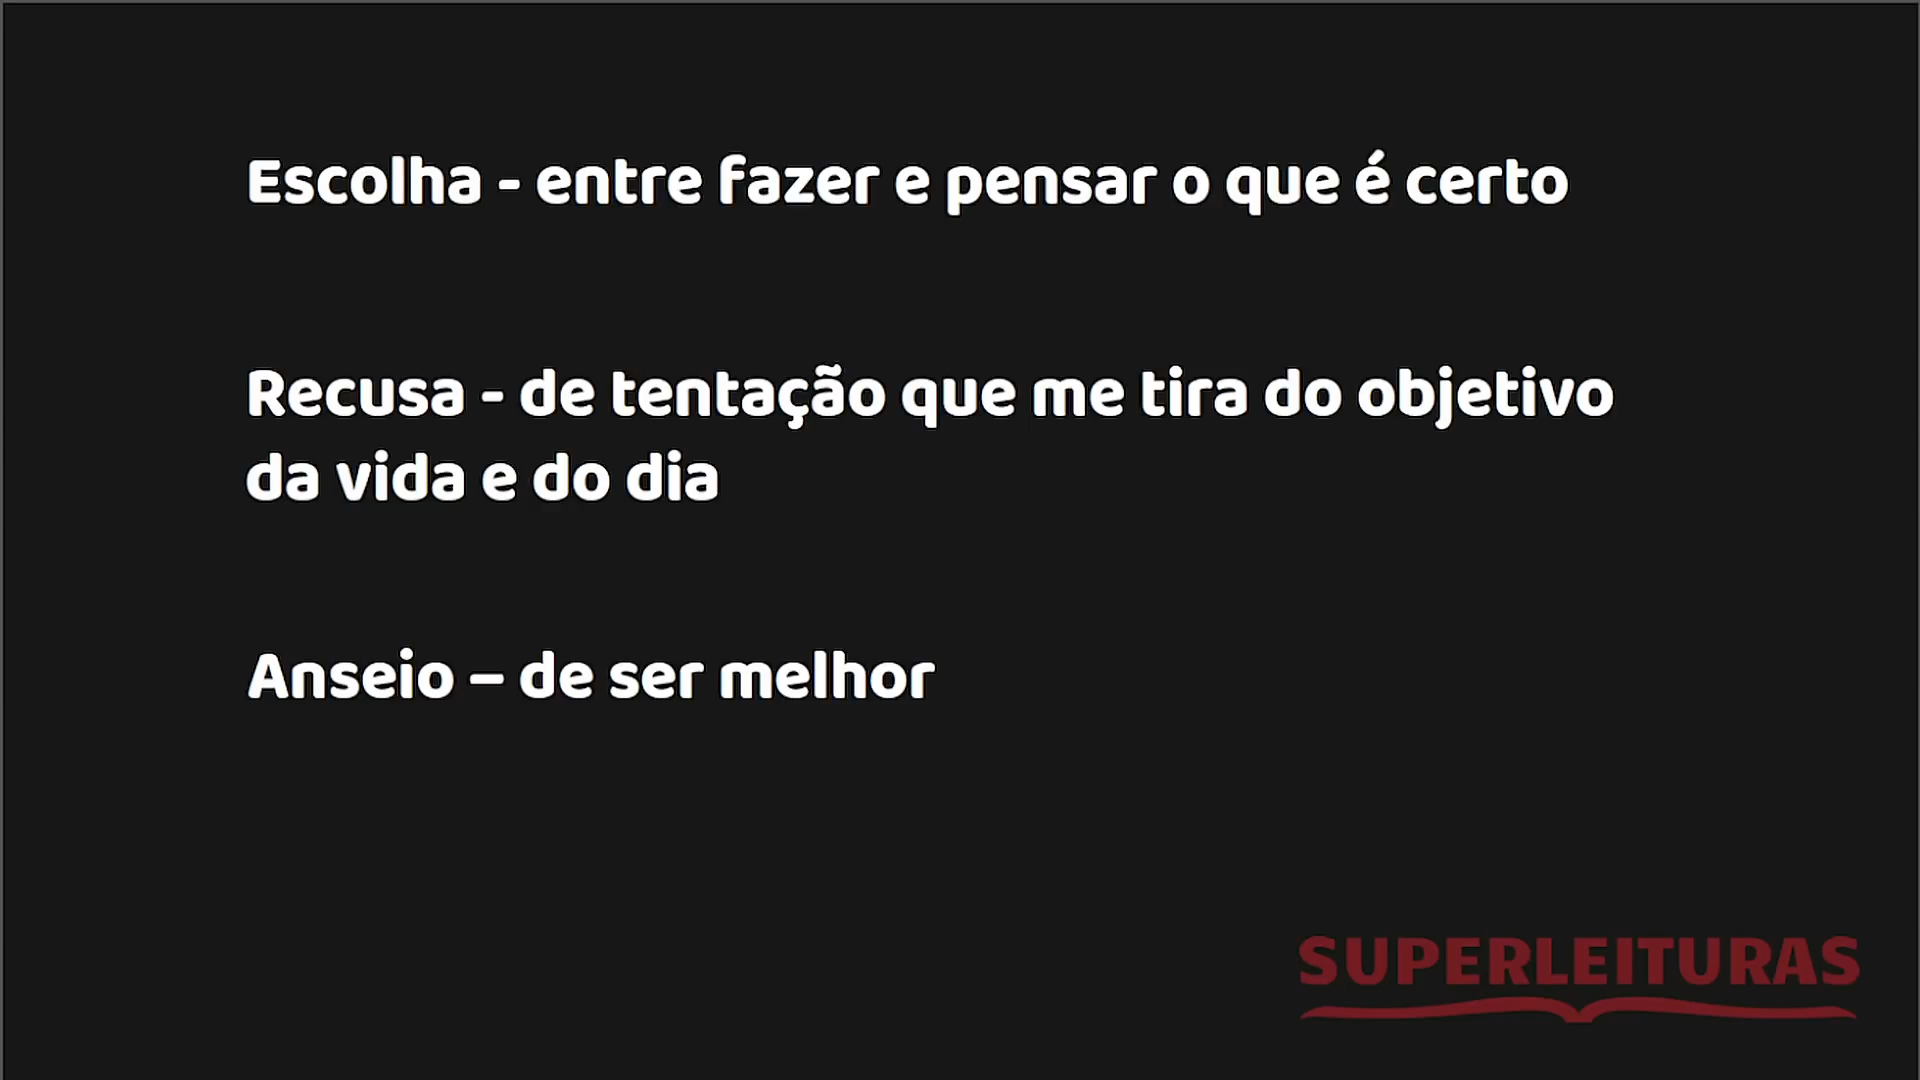 Escolha - entre fazer e pensar o que é certo
Recusa - de tentação que me tira do objetivo
da vida e do dia
Anseio – de ser melhor
SUPERLEITURAS